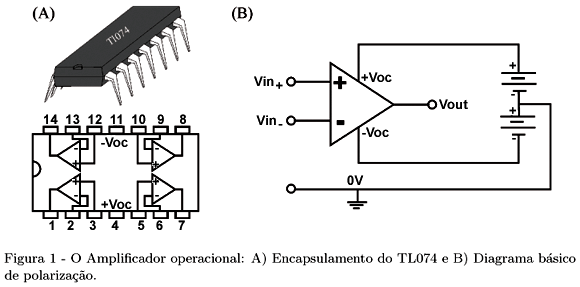 (A)
(B)
TI074
14 13 12 11 10 9 8
-Voc
+Voc
1 2 3 4 5 6 7
+Voc
Vin+
Vin-
Vout
-Voc
0V
+
-
+
-
+
-
Figura 1 - O Amplificador operacional: A) Encapsulamento do TL074 e B) Diagrama básico
de polarização.